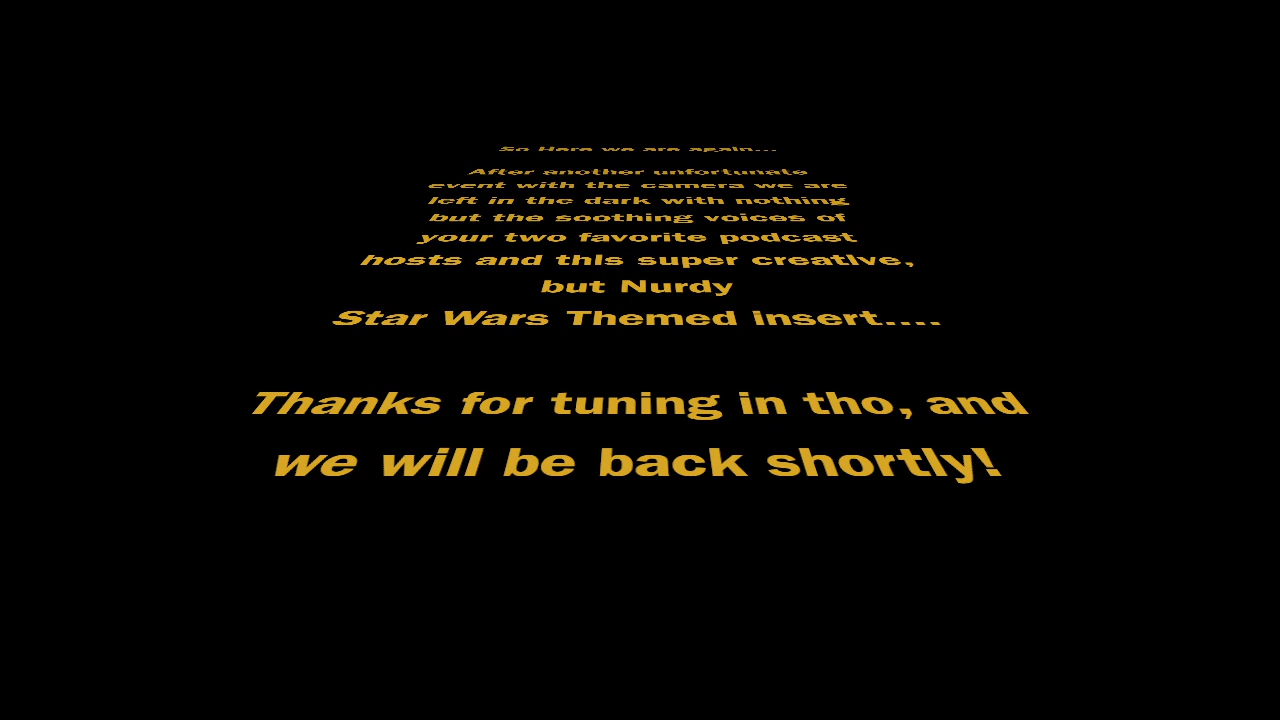 So Here we are again...
After another unfortunate
event with the camera we are
left in the dark with nothing
but the soothing voices of
your two favorite podcast
hosts and this super creative,
but Nurdy
Star Wars Themed insert....
Thanks for tuning in tho, and
we will be back shortly!